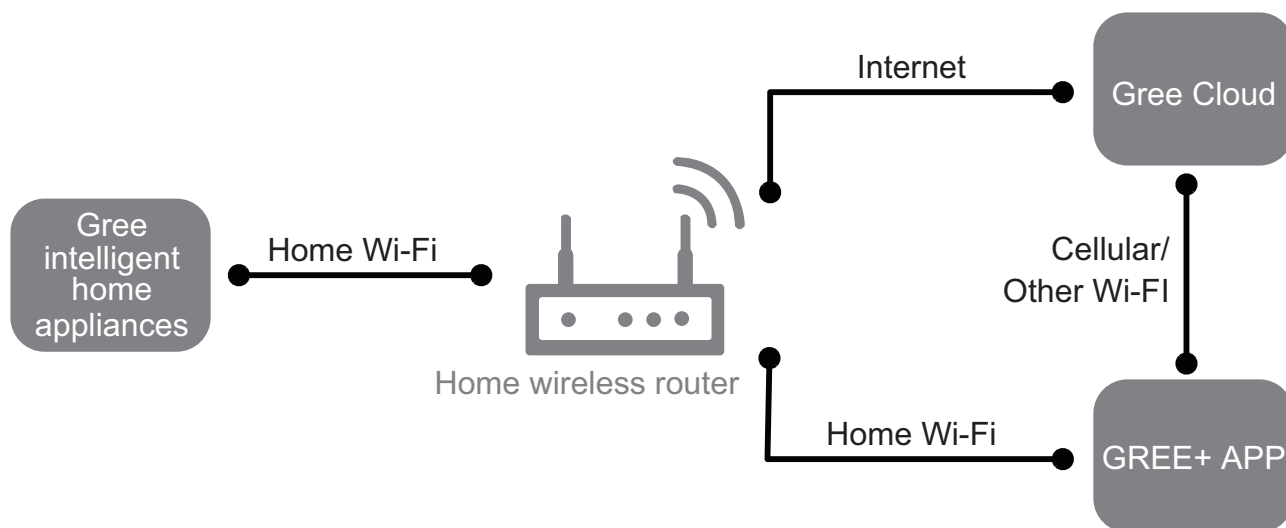 Internet
Gree Cloud
Gree
intelligent
home
appliances
Home Wi-Fi
Cellular/
Other Wi-FI
Home wireless router
Home Wi-Fi
GREE+ APP